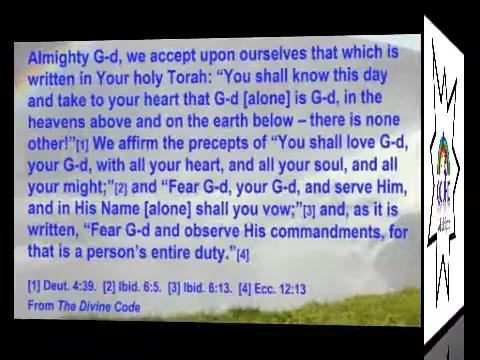 Almighty G-d, we accept upon ourselves that which is
written in Your holy Torah: “You shall know this day
and take to your heart that G-d [alone] is G-d, in the
heavens above and on the earth below – there is none
other!”[1] We affirm the precepts of “You shall love G-d,
your G-d, with all your heart, and all your soul, and all
your might;”[2] and “Fear G-d, your G-d, and serve Him,
and in His Name [alone] shall you vow;”[3] and, as it is
written, “Fear G-d and observe His commandments, for
that is a person’s entire duty.”[4]
[1] Deut. 4:39. [2] Ibid. 6:5. [3] Ibid. 6:13. [4] Ecc. 12:13
From The Divine Code